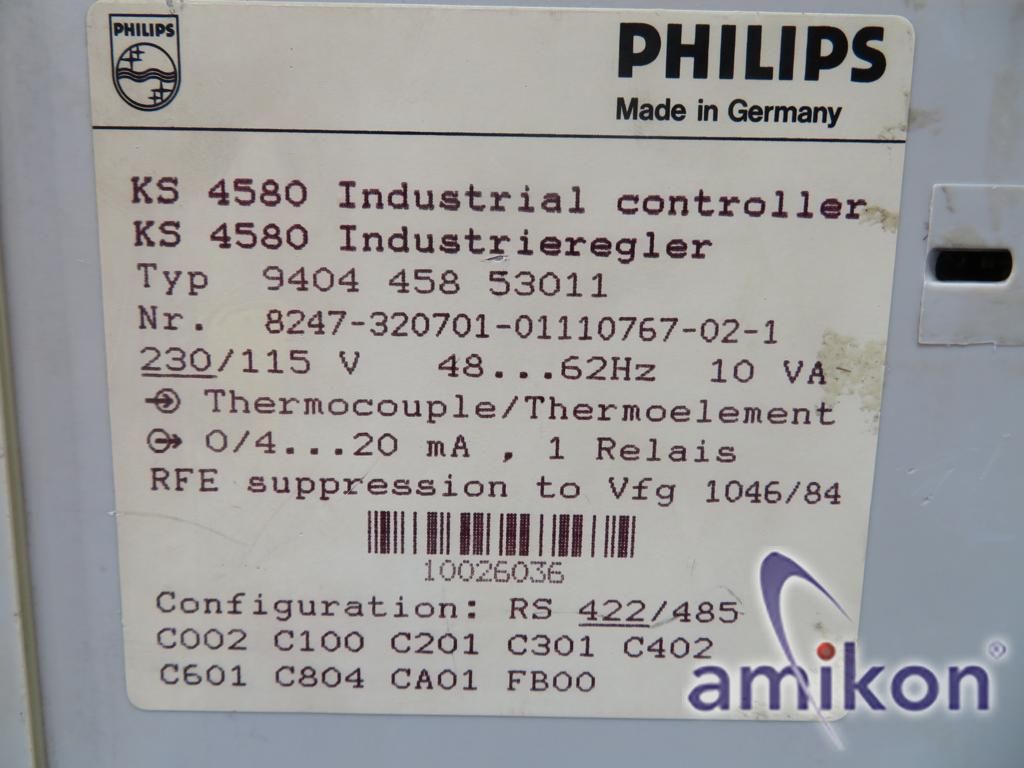 PHILIPS
PHILIPS
Made in Germany
KS 4580 Industrial controller
KS 4580 Industrieregler
Typ 9404 458 53011
Nr. 8247-320701-01110767-02-1
230/115 V 48...62Hz 10 VA
Thermocouple/Thermoelement
0/4...20 mA , 1 Relais
RFE suppression to Vfg 1046/84
10026036
Configuration: RS 422/485
C002 C100 C201 C301 C402
C601 C804 CA01 FB00
amikon®